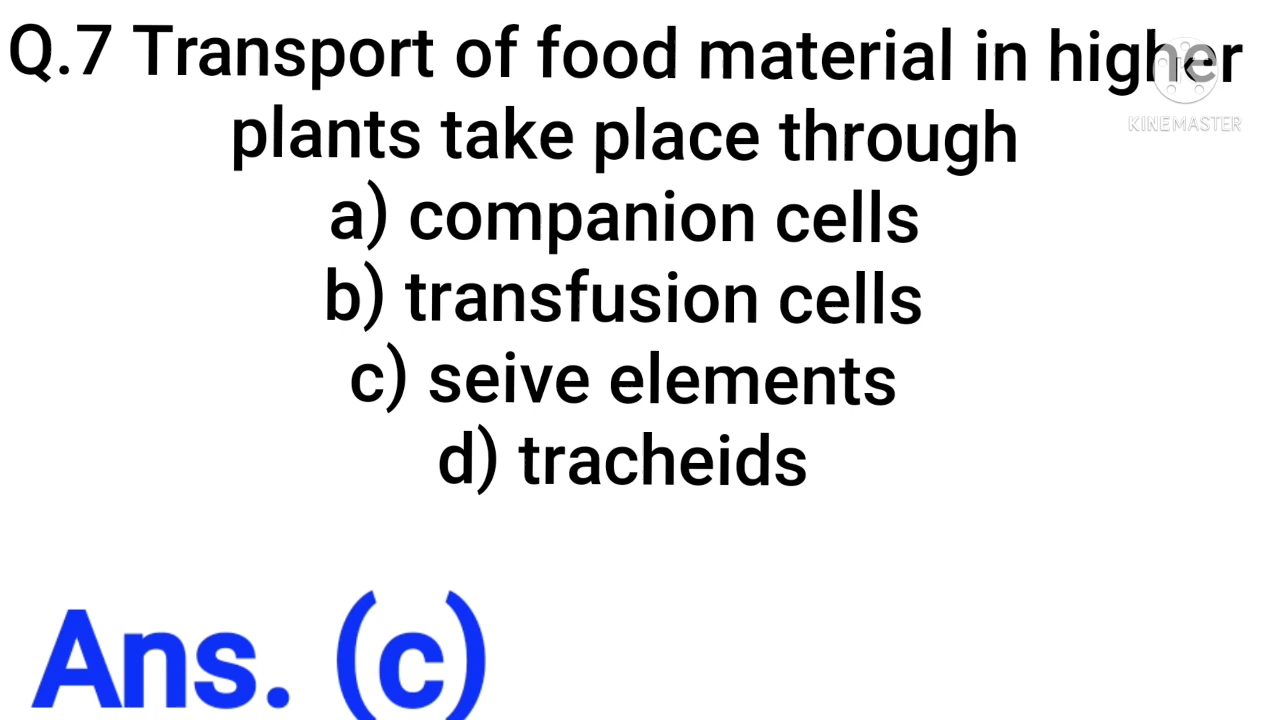 Q.7 Transport of food material in higher
plants take place through
a) companion cells
b) transfusion cells
c) seive elements
d) tracheids
Ans. (c)
KINEMASTER